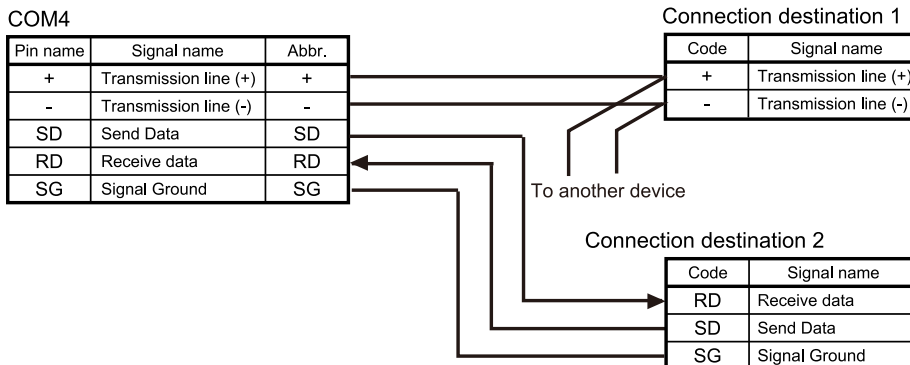 COM4
Pin name Signal name Abbr.
+ Transmission line (+) +
- Transmission line (-) -
SD Send Data SD
RD Receive data RD
SG Signal Ground SG
Connection destination 1
Code Signal name
+ Transmission line (+)
- Transmission line (-)
To another device
Connection destination 2
Code Signal name
RD Receive data
SD Send Data
SG Signal Ground